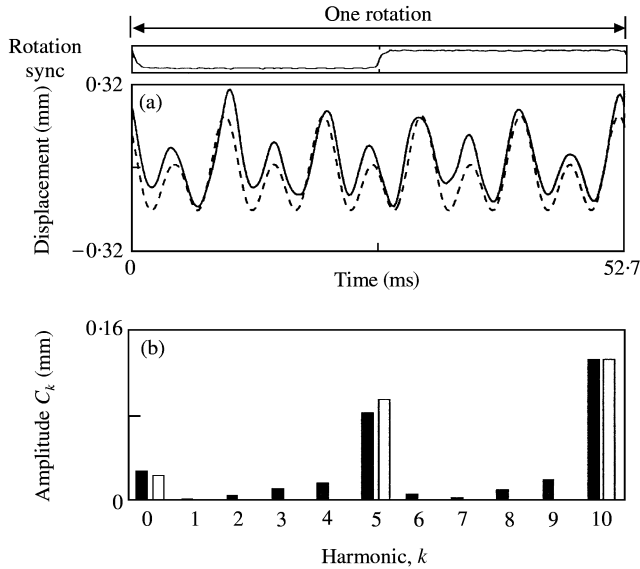 One rotation
Rotation
sync
0·32
(a)
Displacement (mm)
−0·32
0
52·7
Time (ms)
0·16
(b)
Amplitude Ck (mm)
0
0 1 2 3 4 5 6 7 8 9 10
Harmonic, k